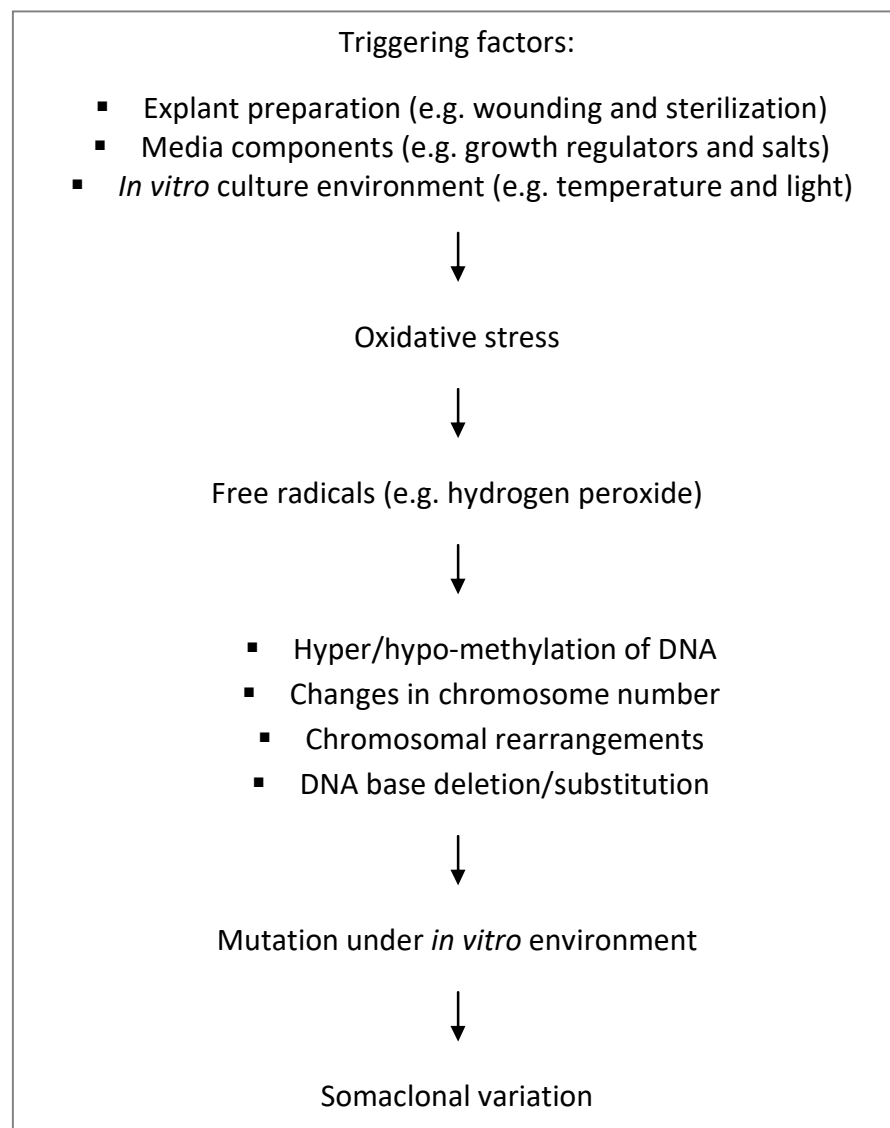 Triggering factors:
▪ Explant preparation (e.g. wounding and sterilization)
▪ Media components (e.g. growth regulators and salts)
▪ In vitro culture environment (e.g. temperature and light)
Oxidative stress
Free radicals (e.g. hydrogen peroxide)
▪ Hyper/hypo-methylation of DNA
▪ Changes in chromosome number
▪ Chromosomal rearrangements
▪ DNA base deletion/substitution
Mutation under in vitro environment
Somaclonal variation